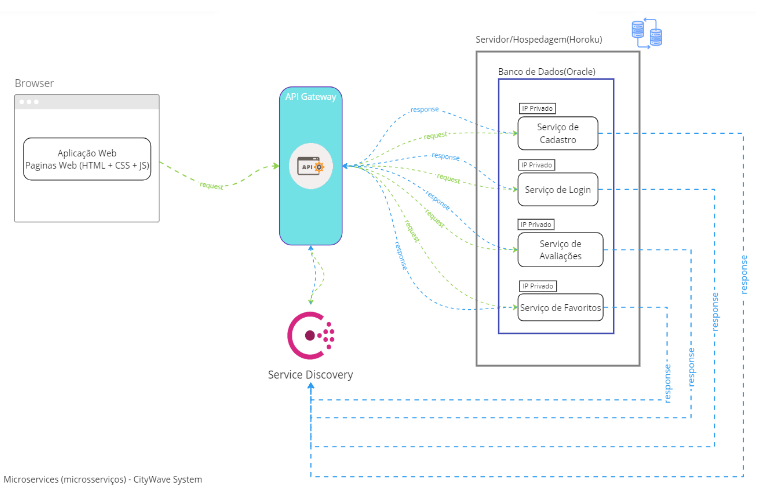 Servidor/Hospedagem(Horoku)
Banco de Dados(Oracle)
Browser
Aplicação Web
Paginas Web (HTML + CSS + JS)
request
API Gateway
API
response
request
response
request
response
request
request
response
IP Privado
Serviço de
Cadastro
IP Privado
Serviço de Login
IP Privado
Serviço de
Avaliações
IP Privado
Serviço de Favoritos
response
response
response
response
Service Discovery
Microservices (microsserviços) - CityWave System